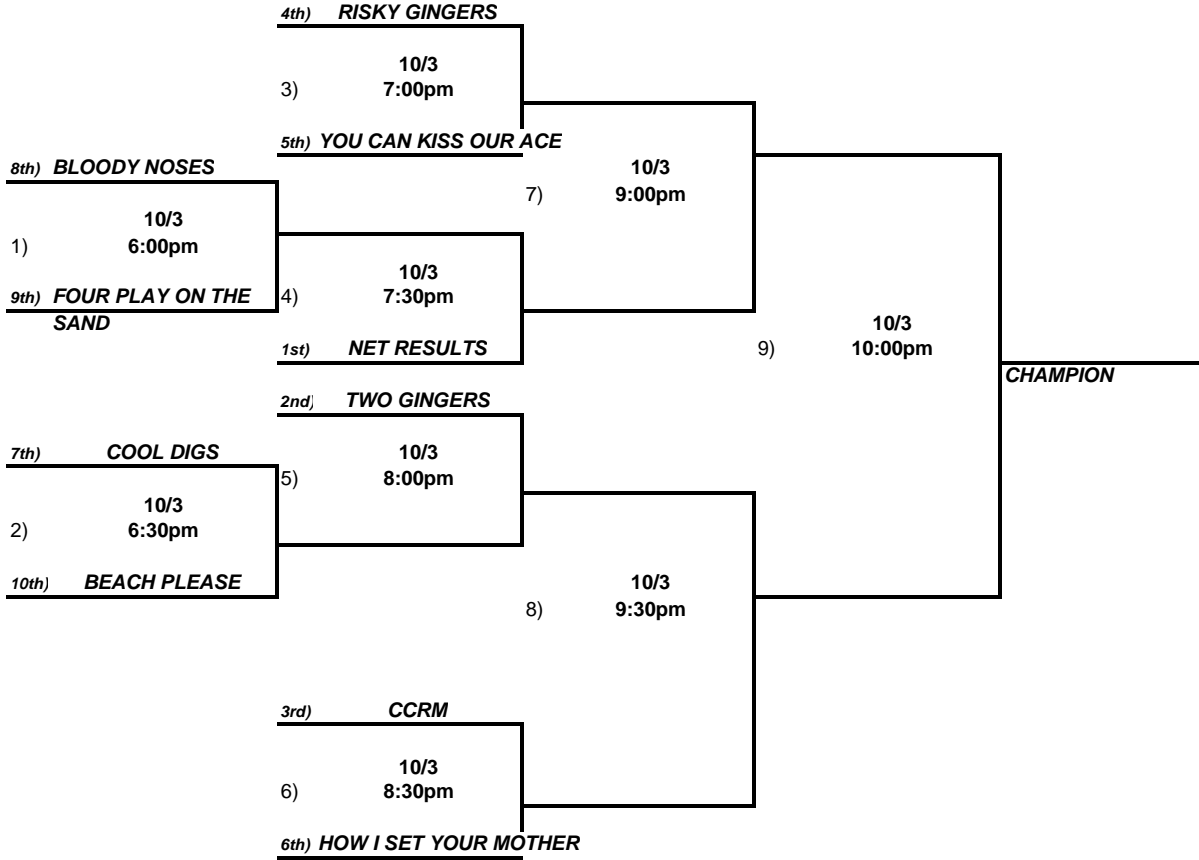 4th) RISKY GINGERS
10/3
3) 7:00pm
5th) YOU CAN KISS OUR ACE
8th) BLOODY NOSES
10/3
7) 9:00pm
10/3
1) 6:00pm
10/3
9th) FOUR PLAY ON THE
SAND
4) 7:30pm
10/3
1st) NET RESULTS
9) 10:00pm
CHAMPION
2nd) TWO GINGERS
7th) COOL DIGS
10/3
5) 8:00pm
10/3
2) 6:30pm
10th) BEACH PLEASE
10/3
8) 9:30pm
3rd) CCRM
10/3
6) 8:30pm
6th) HOW I SET YOUR MOTHER